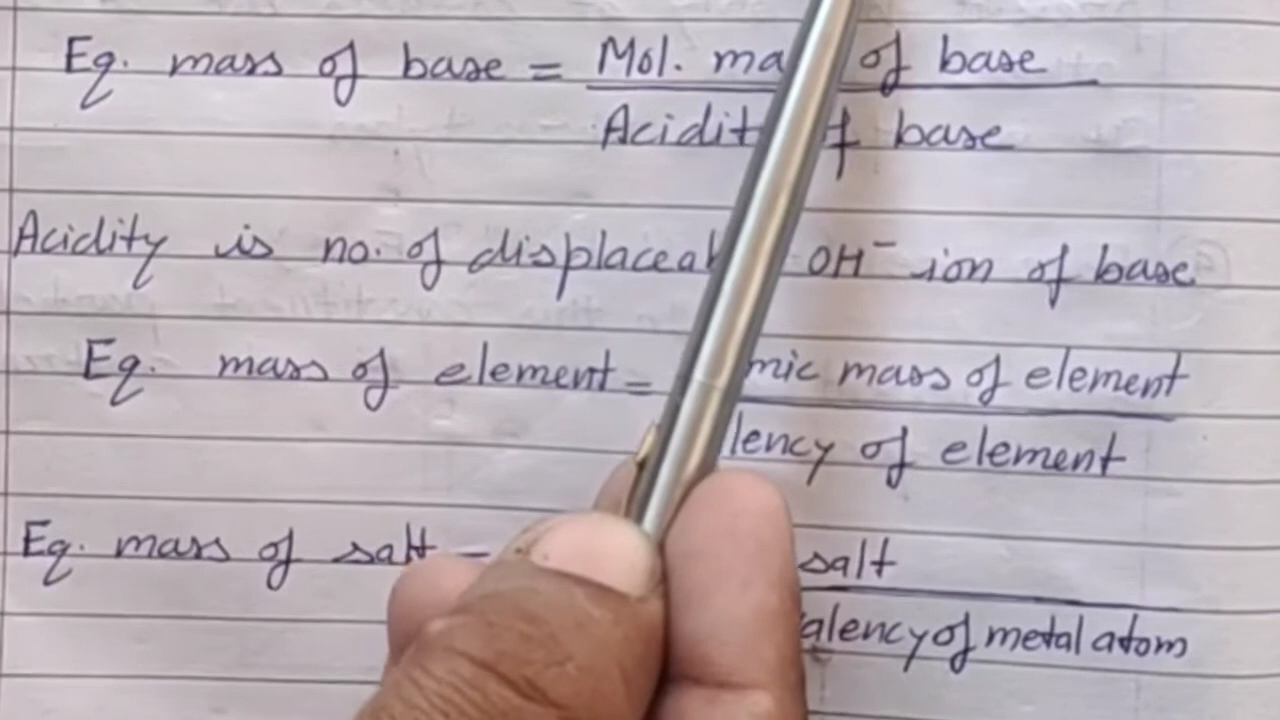 Eq. mass of base = Mol. ma of base
Acidit of base
Acidity is no. of displaceab OH⁻ ion of base
Eq. mass of element = mic mass of element
lency of element
Eq. mass of salt = salt
alency of metal atom